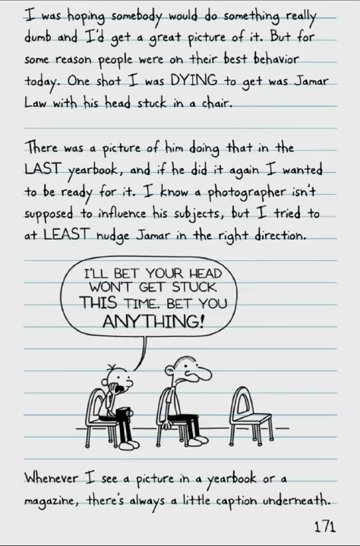 I was hoping somebody would do something really
dumb and I'd get a great picture of it. But for
some reason people were on their best behavior
today. One shot I was DYING to get was Jamar
Law with his head stuck in a chair.
There was a picture of him doing that in the
LAST yearbook, and if he did it again I wanted
to be ready for it. I know a photographer isn't
supposed to influence his subjects, but I tried to
at LEAST nudge Jamar in the right direction.
I'LL BET YOUR HEAD
WON'T GET STUCK
THIS TIME. BET YOU
ANYTHING!
Whenever I see a picture in a yearbook or a
magazine, there's always a little caption underneath.
171